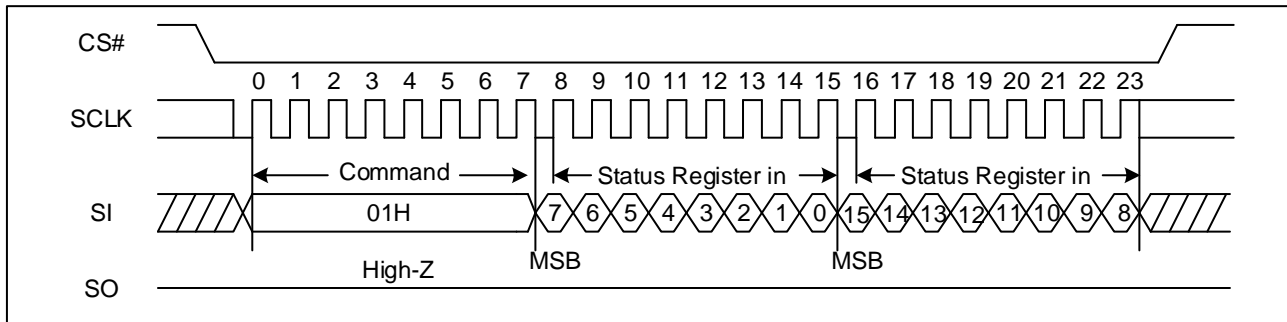 CS#
0 1 2 3 4 5 6 7 8 9 10 11 12 13 14 15 16 17 18 19 20 21 22 23
SCLK
Command Status Register in Status Register in
SI 01H 7 6 5 4 3 2 1 0 15 14 13 12 11 10 9 8
High-Z MSB MSB
SO